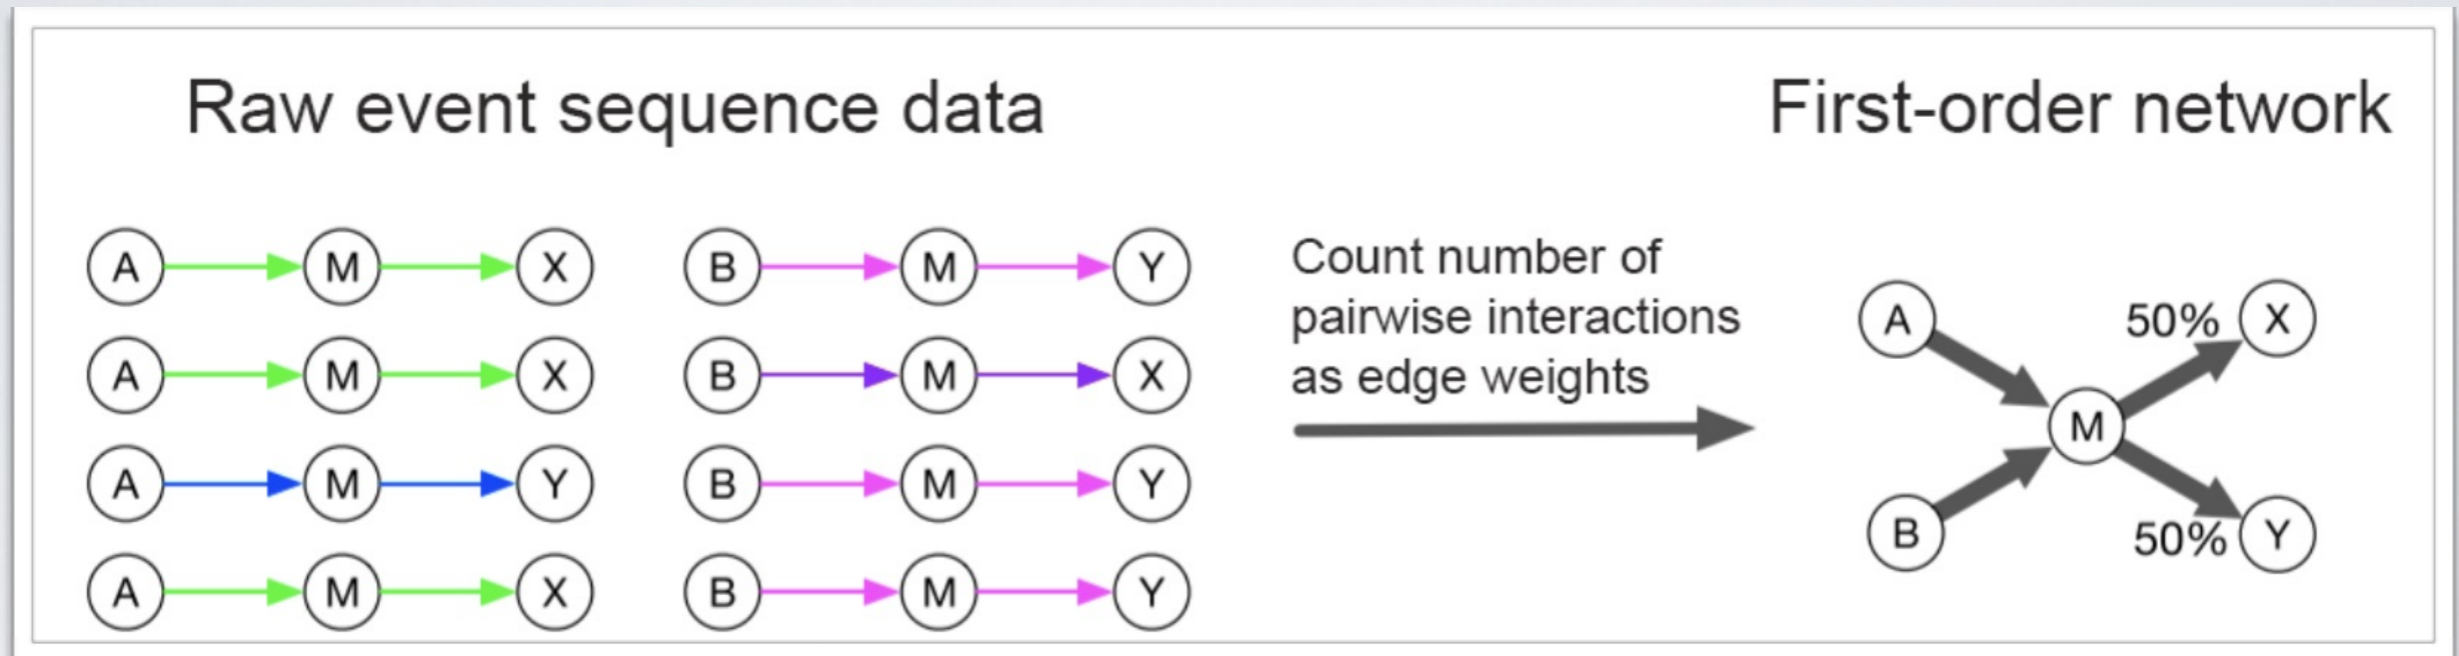 Raw event sequence data
First-order network
A M X B M Y
A M X B M X
A M Y B M Y
A M X B M Y
Count number of
pairwise interactions
as edge weights
A 50% X
M
B 50% Y